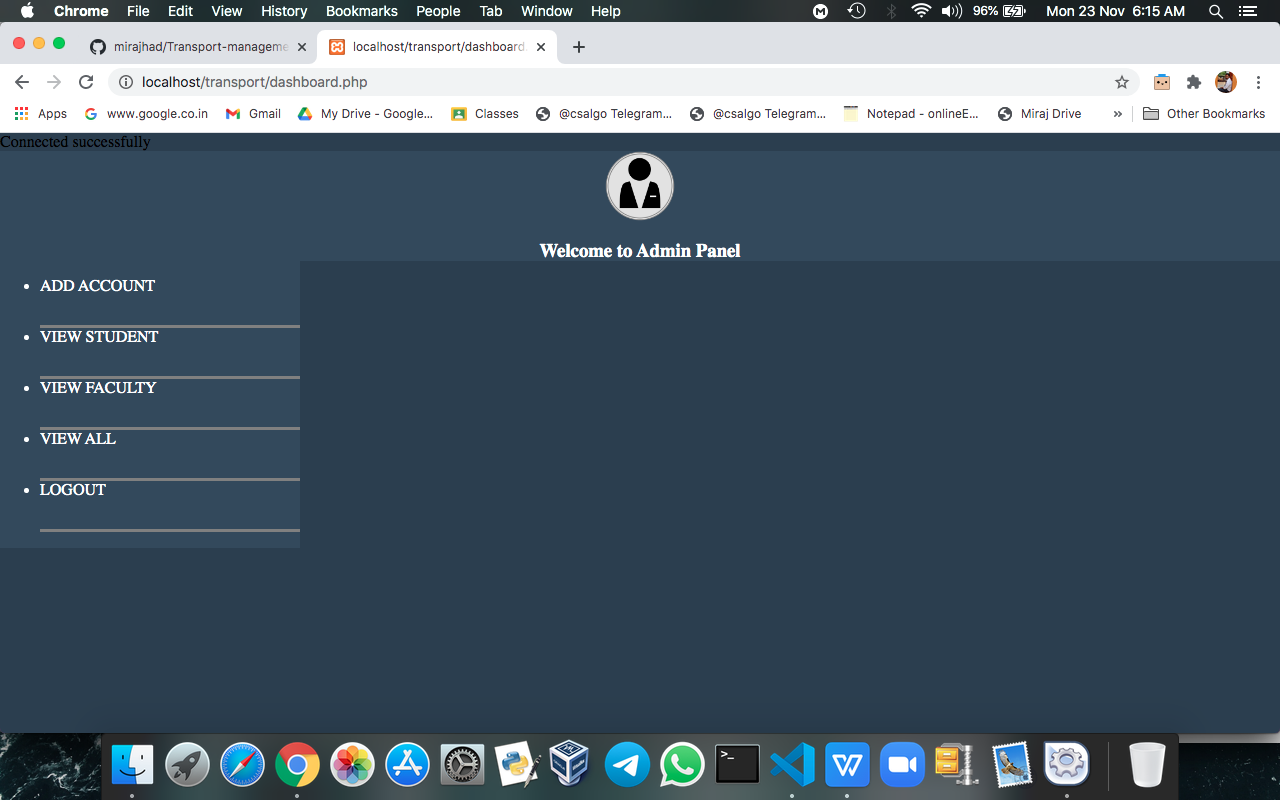 Chrome File Edit View History Bookmarks People Tab Window Help 96% Mon 23 Nov 6:15 AM
mirajhad/Transport-manageme
localhost/transport/dashboard.
localhost/transport/dashboard.php
Apps www.google.co.in Gmail My Drive - Google... Classes @csalgo Telegram... @csalgo Telegram... Notepad - onlineE... Miraj Drive » Other Bookmarks
Connected successfully
Welcome to Admin Panel
ADD ACCOUNT
VIEW STUDENT
VIEW FACULTY
VIEW ALL
LOGOUT